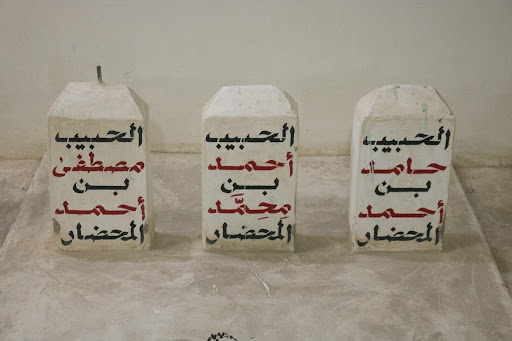 الحبيب
مصطفى
بن
أحمد
المحضار
الحبيب
أحمد
بن
محمد
المحضار
الحبيب
حامد
بن
أحمد
المحضار